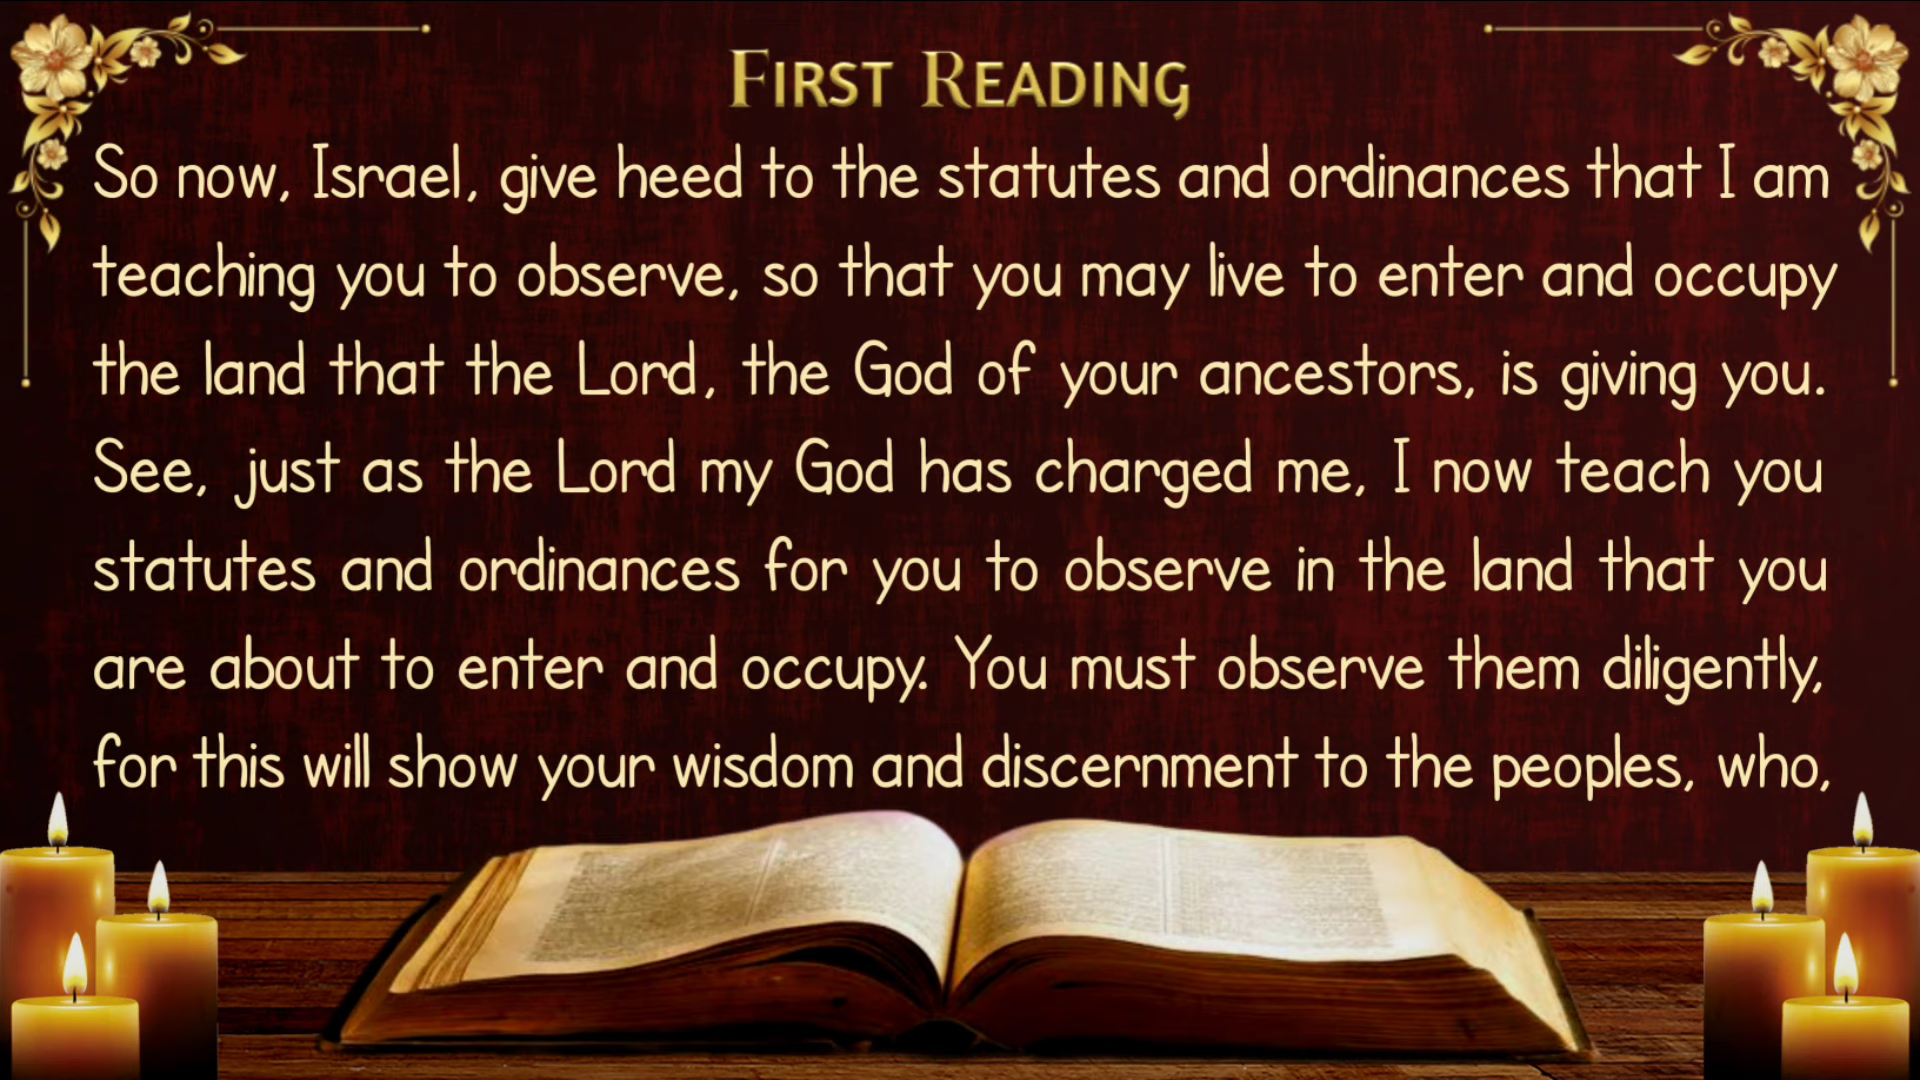 First Reading
So now, Israel, give heed to the statutes and ordinances that I am
teaching you to observe, so that you may live to enter and occupy
the land that the Lord, the God of your ancestors, is giving you.
See, just as the Lord my God has charged me, I now teach you
statutes and ordinances for you to observe in the land that you
are about to enter and occupy. You must observe them diligently,
for this will show your wisdom and discernment to the peoples, who,